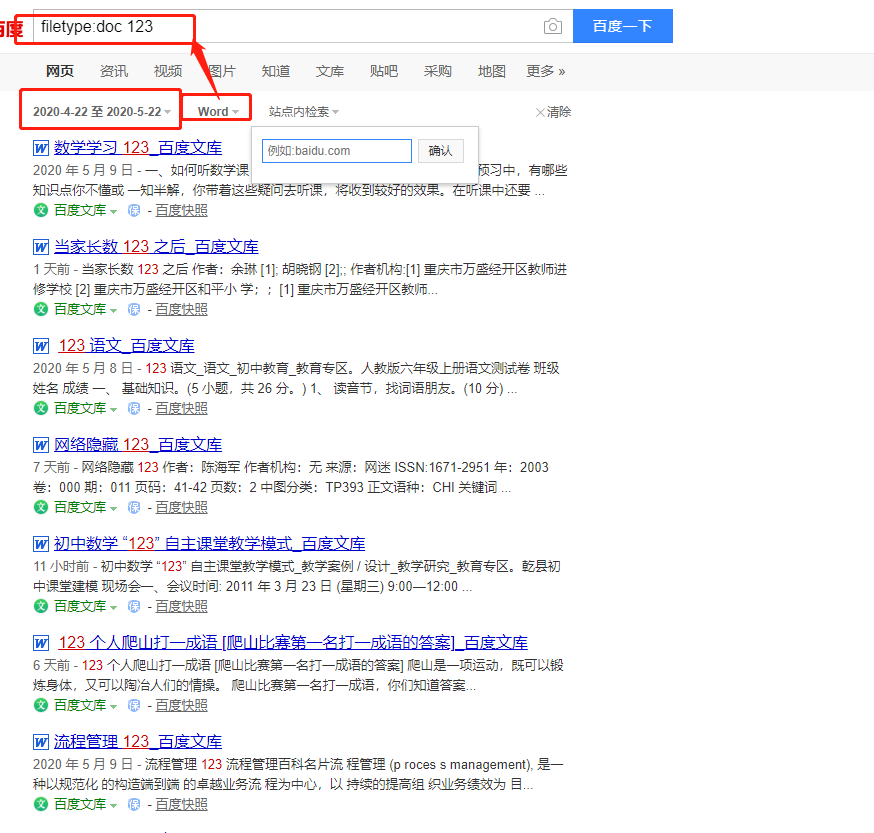 百度
filetype:doc 123
百度一下
网页 资讯 视频 图片 知道 文库 贴吧 采购 地图 更多 »
2020-4-22 至 2020-5-22 Word 站点内检索 清除
例如:baidu.com 确认
W 数学学习 123_百度文库
2020 年 5 月 9 日 - 一、如何听数学课 预习中，有哪些
知识点你不懂或 一知半解，你带着这些疑问去听课，将收到较好的效果。在听课中还要 ...
文 百度文库 保 - 百度快照
W 当家长数 123 之后_百度文库
1 天前 - 当家长数 123 之后 作者：余琳 [1]; 胡晓钢 [2];; 作者机构:[1] 重庆市万盛经开区教师进
修学校 [2] 重庆市万盛经开区和平小 学；；[1] 重庆市万盛经开区教师...
文 百度文库 保 - 百度快照
W 123 语文_百度文库
2020 年 5 月 8 日 - 123 语文_语文_初中教育_教育专区。人教版六年级上册语文测试卷 班级
姓名 成绩 一、 基础知识。(5 小题，共 26 分。) 1、 读音节，找词语朋友。(10 分) ...
文 百度文库 保 - 百度快照
W 网络隐藏 123_百度文库
7 天前 - 网络隐藏 123 作者：陈海军 作者机构：无 来源：网迷 ISSN:1671-2951 年：2003
卷：000 期：011 页码：41-42 页数：2 中图分类：TP393 正文语种：CHI 关键词 ...
文 百度文库 保 - 百度快照
W 初中数学 “123” 自主课堂教学模式_百度文库
11 小时前 - 初中数学 “123” 自主课堂教学模式_教学案例 / 设计_教学研究_教育专区。乾县初
中课堂建模 现场会一、会议时间: 2011 年 3 月 23 日 (星期三) 9:00—12:00 ...
文 百度文库 保 - 百度快照
W 123 个人爬山打一成语 [爬山比赛第一名打一成语的答案]_百度文库
6 天前 - 123 个人爬山打一成语 [爬山比赛第一名打一成语的答案] 爬山是一项运动，既可以锻
炼身体，又可以陶冶人们的情操。 爬山比赛第一名打一成语，你们知道答案...
文 百度文库 保 - 百度快照
W 流程管理 123_百度文库
2020 年 5 月 9 日 - 流程管理 123 流程管理百科名片流 程管理 (p roces s management), 是一
种以规范化 的构造端到端 的卓越业务流 程为中心，以 持续的提高组 织业务绩效为 目...
文 百度文库 保 - 百度快照